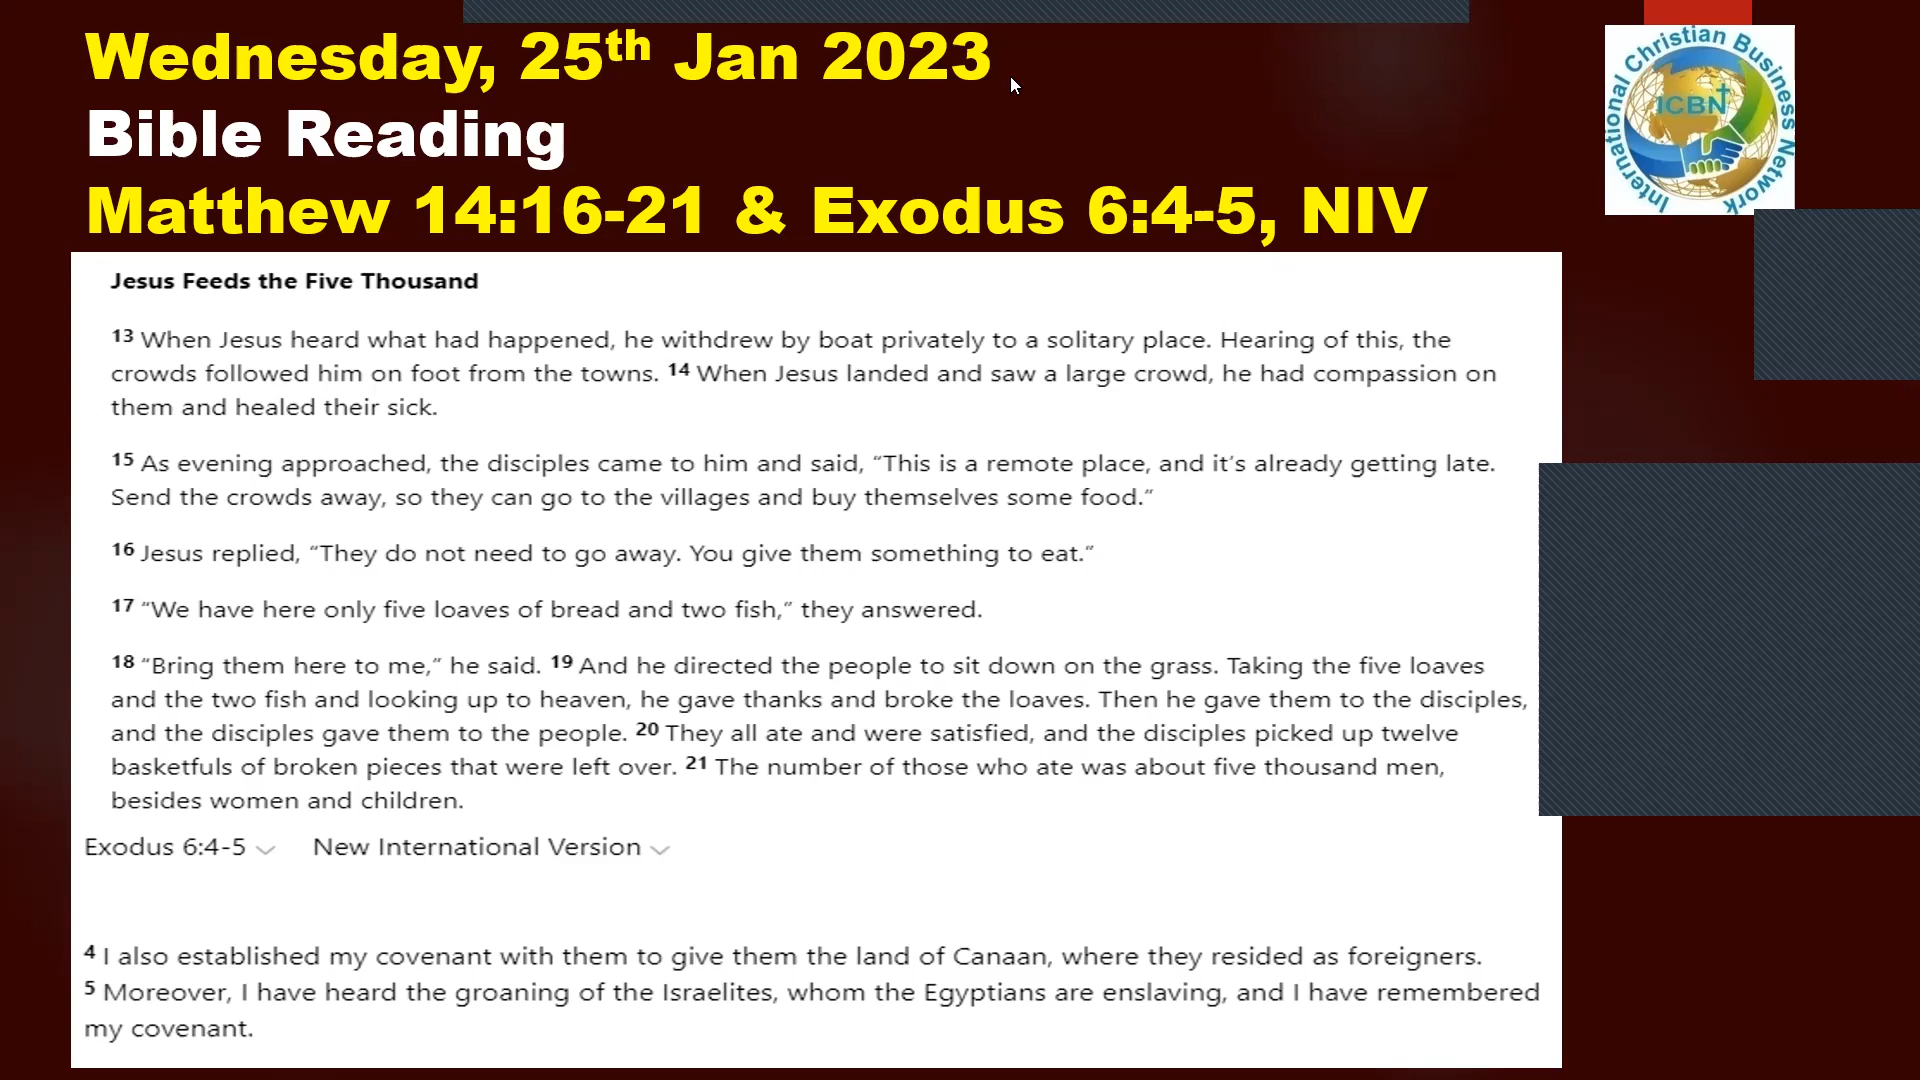 Wednesday, 25th Jan 2023
Bible Reading
Matthew 14:16-21 & Exodus 6:4-5, NIV
International Christian Business Network
ICBN
Jesus Feeds the Five Thousand
13 When Jesus heard what had happened, he withdrew by boat privately to a solitary place. Hearing of this, the
crowds followed him on foot from the towns. 14 When Jesus landed and saw a large crowd, he had compassion on
them and healed their sick.
15 As evening approached, the disciples came to him and said, “This is a remote place, and it’s already getting late.
Send the crowds away, so they can go to the villages and buy themselves some food.”
16 Jesus replied, “They do not need to go away. You give them something to eat.”
17 “We have here only five loaves of bread and two fish,” they answered.
18 “Bring them here to me,” he said. 19 And he directed the people to sit down on the grass. Taking the five loaves
and the two fish and looking up to heaven, he gave thanks and broke the loaves. Then he gave them to the disciples,
and the disciples gave them to the people. 20 They all ate and were satisfied, and the disciples picked up twelve
basketfuls of broken pieces that were left over. 21 The number of those who ate was about five thousand men,
besides women and children.
Exodus 6:4-5 New International Version
4 I also established my covenant with them to give them the land of Canaan, where they resided as foreigners.
5 Moreover, I have heard the groaning of the Israelites, whom the Egyptians are enslaving, and I have remembered
my covenant.